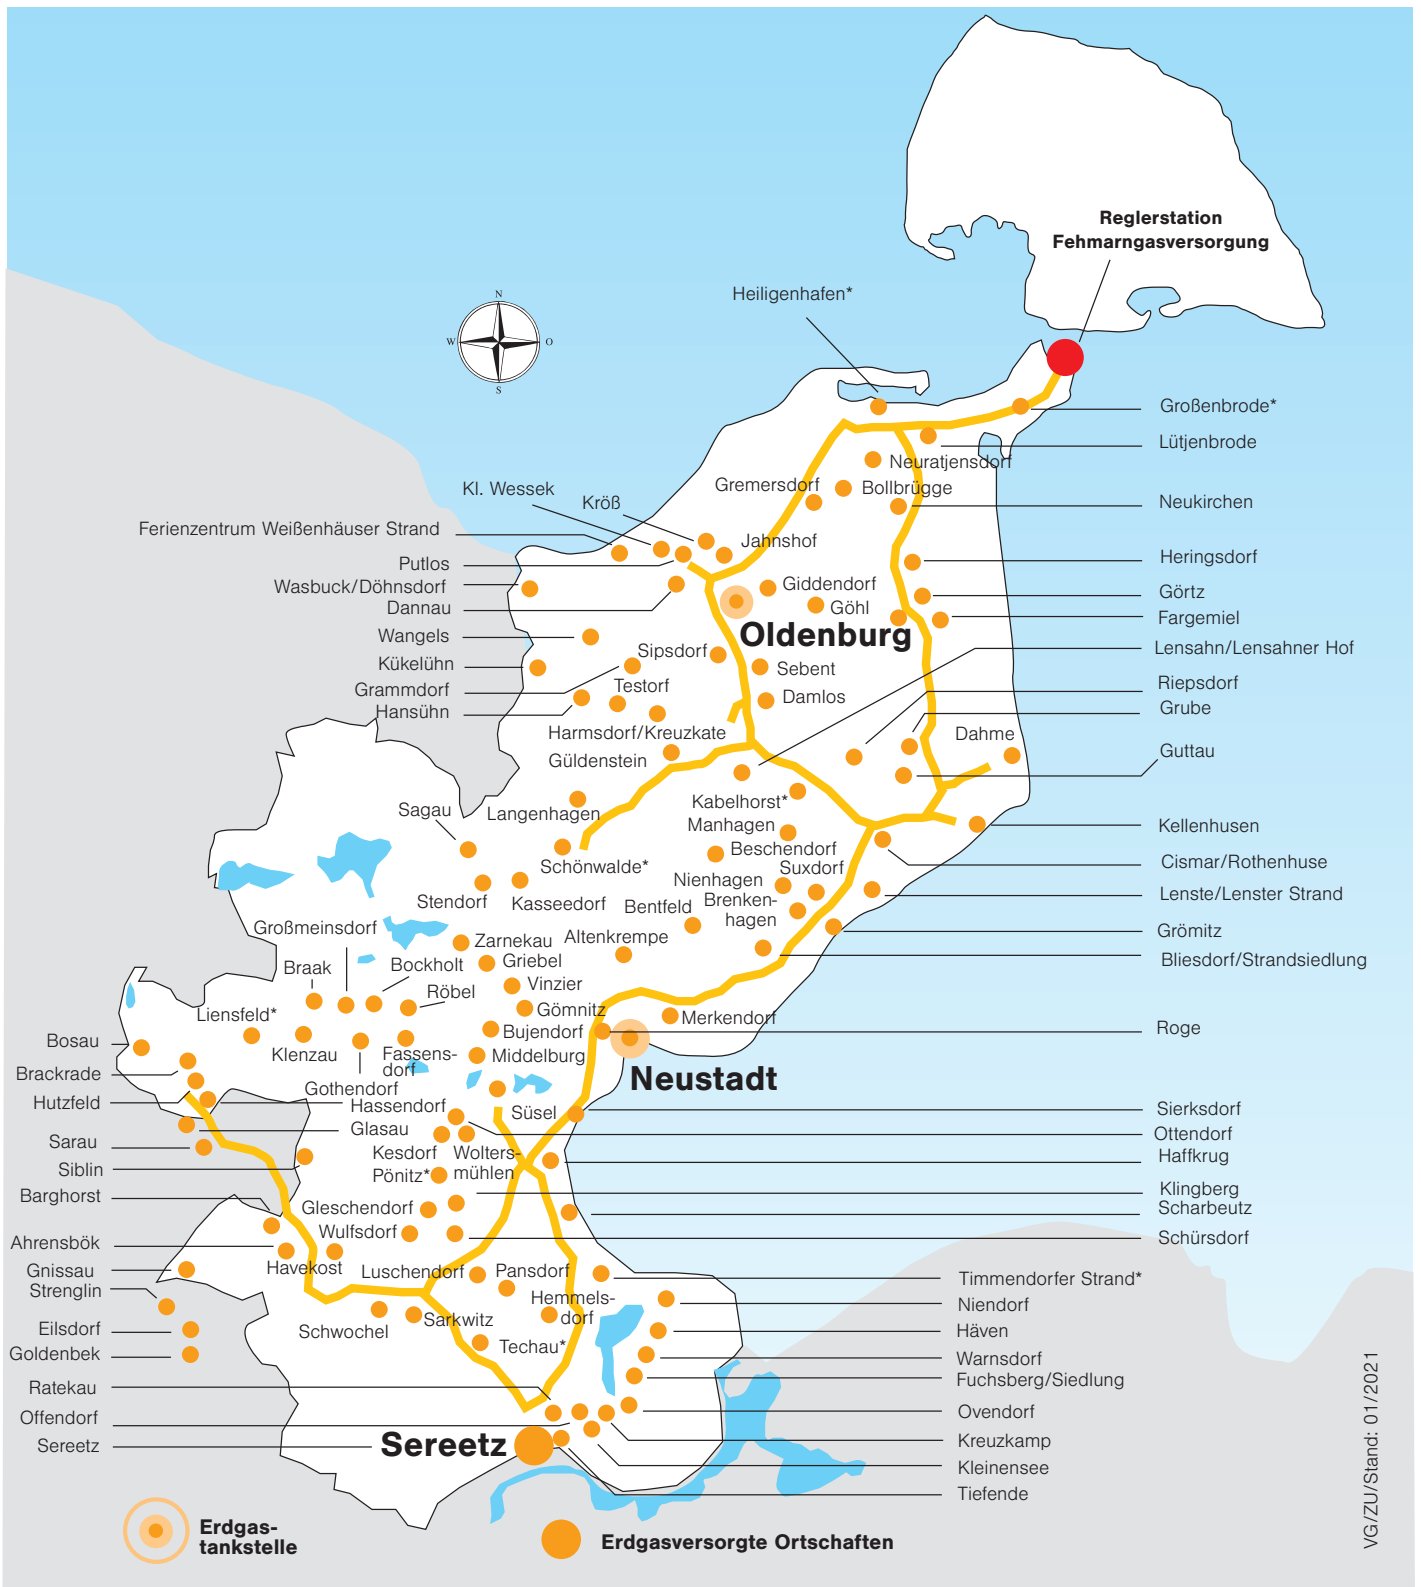 Reglerstation
Fehmarngasversorgung
Heiligenhafen*
N
W
O
S
Großenbrode*
Lütjenbrode
Neuratjensdorf
Gremersdorf
Bollbrügge
Kl. Wessek
Kröß
Neukirchen
Ferienzentrum Weißenhäuser Strand
Jahnshof
Putlos
Heringsdorf
Wasbuck/Döhnsdorf
Giddendorf
Görtz
Dannau
Göhl
Fargemiel
Wangels
Oldenburg
Sipsdorf
Lensahn/Lensahner Hof
Kükelühn
Sebent
Grammdorf
Testorf
Damlos
Riepsdorf
Hansühn
Grube
Harmsdorf/Kreuzkate
Dahme
Güldenstein
Guttau
Sagau
Langenhagen
Kabelhorst*
Manhagen
Kellenhusen
Beschendorf
Schönwalde*
Suxdorf
Cismar/Rothenhuse
Nienhagen
Stendorf
Kasseedorf
Bentfeld
Brenken-
hagen
Lenste/Lenster Strand
Großmeinsdorf
Zarnekau
Altenkrempe
Grömitz
Braak
Bockholt
Griebel
Bliesdorf/Strandsiedlung
Röbel
Vinzier
Liensfeld*
Gömnitz
Merkendorf
Bosau
Klenzau
Fassens-
dorf
Bujendorf
Roge
Middelburg
Brackrade
Gothendorf
Neustadt
Hutzfeld
Hassendorf
Süsel
Sierksdorf
Glasau
Ottendorf
Sarau
Kesdorf
Wolters-
mühlen
Haffkrug
Siblin
Pönitz*
Klingberg
Barghorst
Gleschendorf
Scharbeutz
Wulfsdorf
Schürsdorf
Ahrensbök
Havekost
Luschendorf
Pansdorf
Gnissau
Timmendorfer Strand*
Strenglin
Hemmels-
dorf
Niendorf
Schwochel
Sarkwitz
Eilsdorf
Techau*
Häven
Goldenbek
Warnsdorf
Fuchsberg/Siedlung
Ratekau
Ovendorf
Offendorf
Kreuzkamp
Sereetz
Sereetz
Kleinensee
Tiefende
Erdgas-
tankstelle
Erdgasversorgte Ortschaften
VG/ZU/Stand: 01/2021